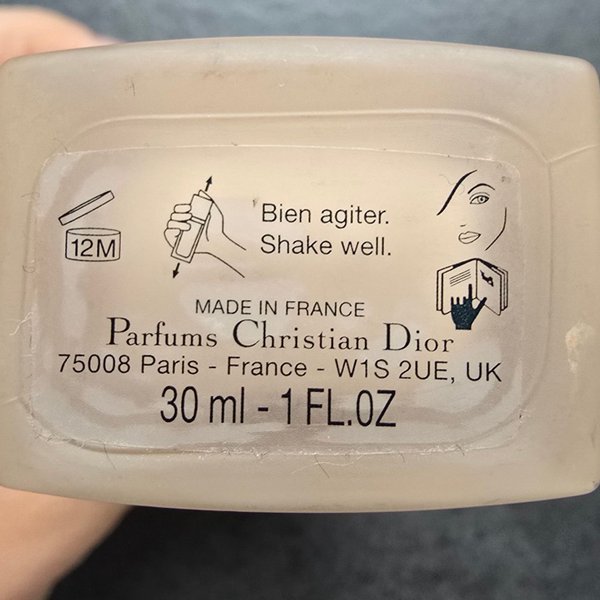 12M
Bien agiter.
Shake well.
MADE IN FRANCE
Parfums Christian Dior
75008 Paris - France - W1S 2UE, UK
30 ml - 1 FL.OZ